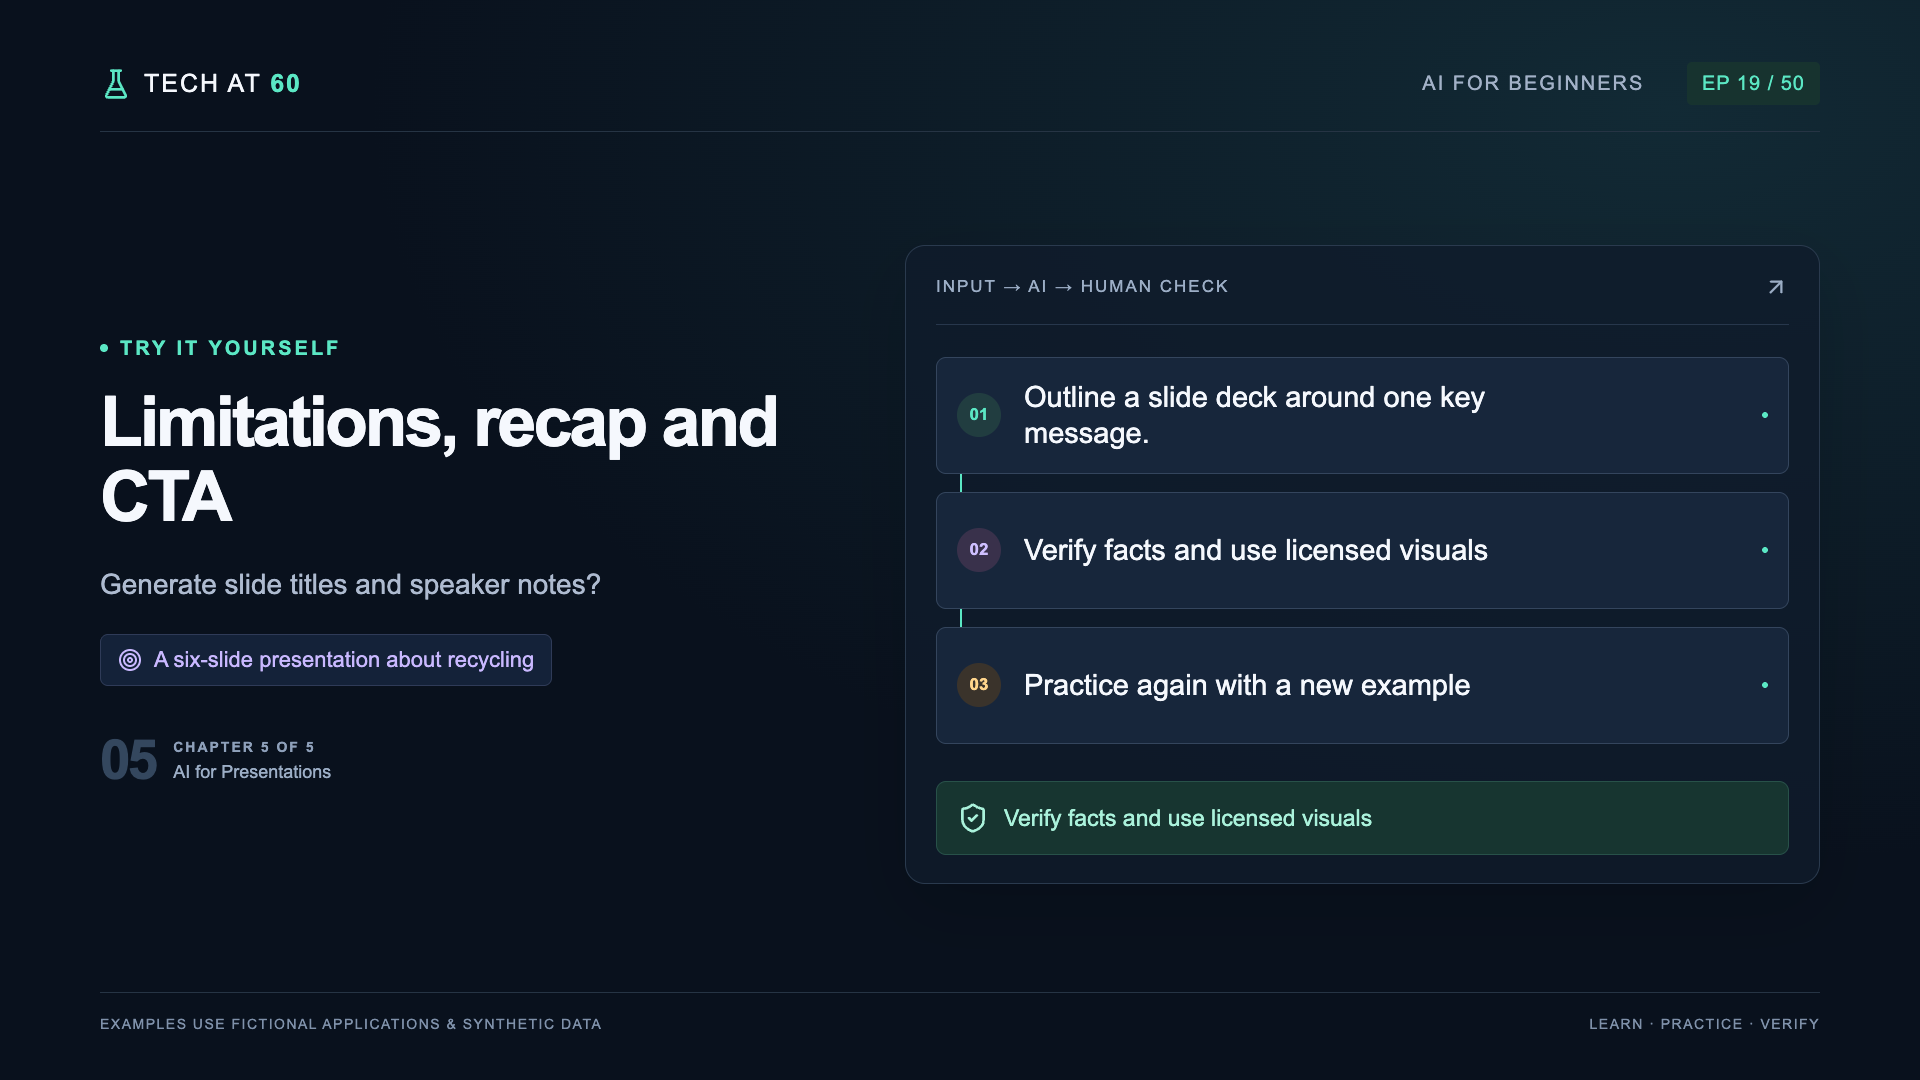 TECH AT 60
AI FOR BEGINNERS
EP 19 / 50
TRY IT YOURSELF
Limitations, recap and
CTA
Generate slide titles and speaker notes?
A six-slide presentation about recycling
05
CHAPTER 5 OF 5
AI for Presentations
INPUT → AI → HUMAN CHECK
01
Outline a slide deck around one key
message.
02
Verify facts and use licensed visuals
03
Practice again with a new example
Verify facts and use licensed visuals
EXAMPLES USE FICTIONAL APPLICATIONS & SYNTHETIC DATA
LEARN · PRACTICE · VERIFY